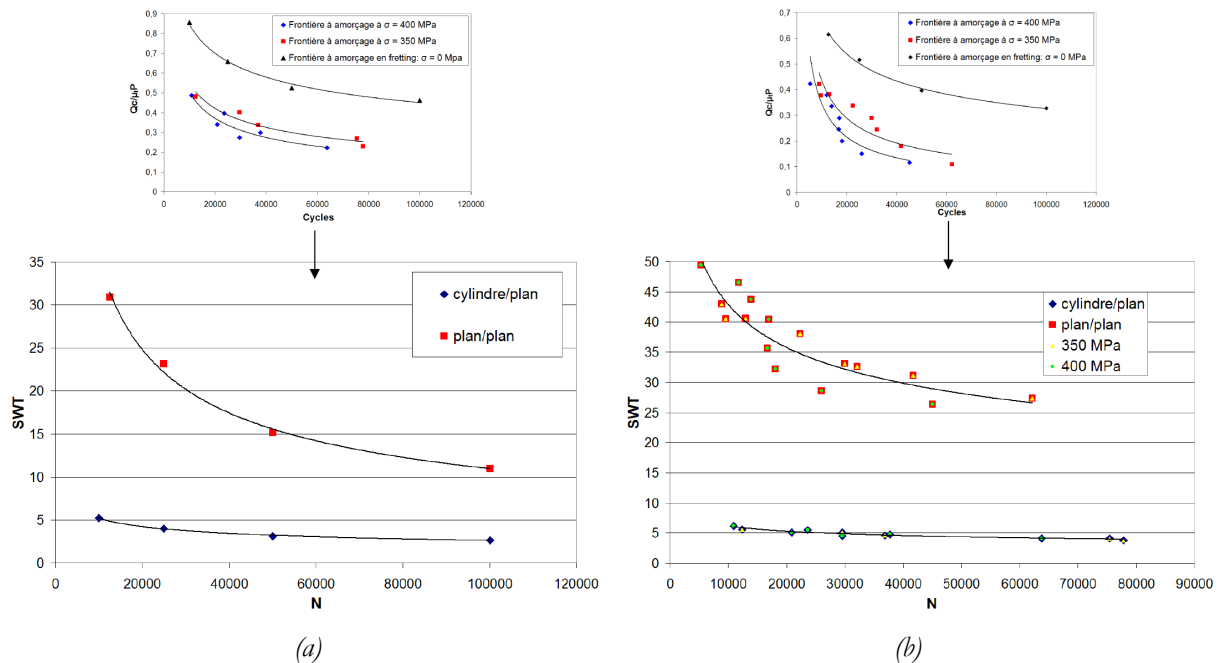 0,9
0,8
0,7
0,6
0,5
0,4
0,3
0,2
0,1
0
Qc/μfP
Frontière à amorçage à σ = 400 MPa
Frontière à amorçage à σ = 350 MPa
Frontière à amorçage en fretting: σ = 0 Mpa
0 20000 40000 60000 80000 100000 120000
Cycles
0,7
0,6
0,5
0,4
0,3
0,2
0,1
0
Qc/μfP
Frontière à amorçage à σ = 400 MPa
Frontière à amorçage à σ = 350 MPa
Frontière à amorçage en fretting: σ = 0 MPa
0 20000 40000 60000 80000 100000 120000
Cycles
35
30
25
20
15
10
5
0
SWT
cylindre/plan
plan/plan
0 20000 40000 60000 80000 100000 120000
N
(a)
50
45
40
35
30
25
20
15
10
5
0
SWT
cylindre/plan
plan/plan
350 MPa
400 MPa
0 10000 20000 30000 40000 50000 60000 70000 80000 90000
N
(b)